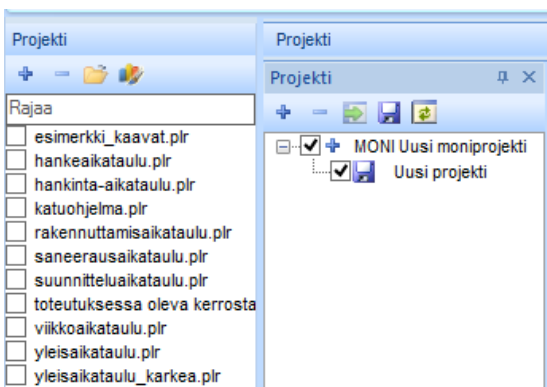 Projekti
Rajaa
esimerkki_kaavat.plr
hankeaikataulu.plr
hankinta-aikataulu.plr
katuohjelma.plr
rakennuttamisaikataulu.plr
saneerausaikataulu.plr
suunnitteluaikataulu.plr
toteutuksessa oleva kerrosta
viikkoaikataulu.plr
yleisaikataulu.plr
yleisaikataulu_karkea.plr
Projekti
Projekti
MONI Uusi moniprojekti
Uusi projekti